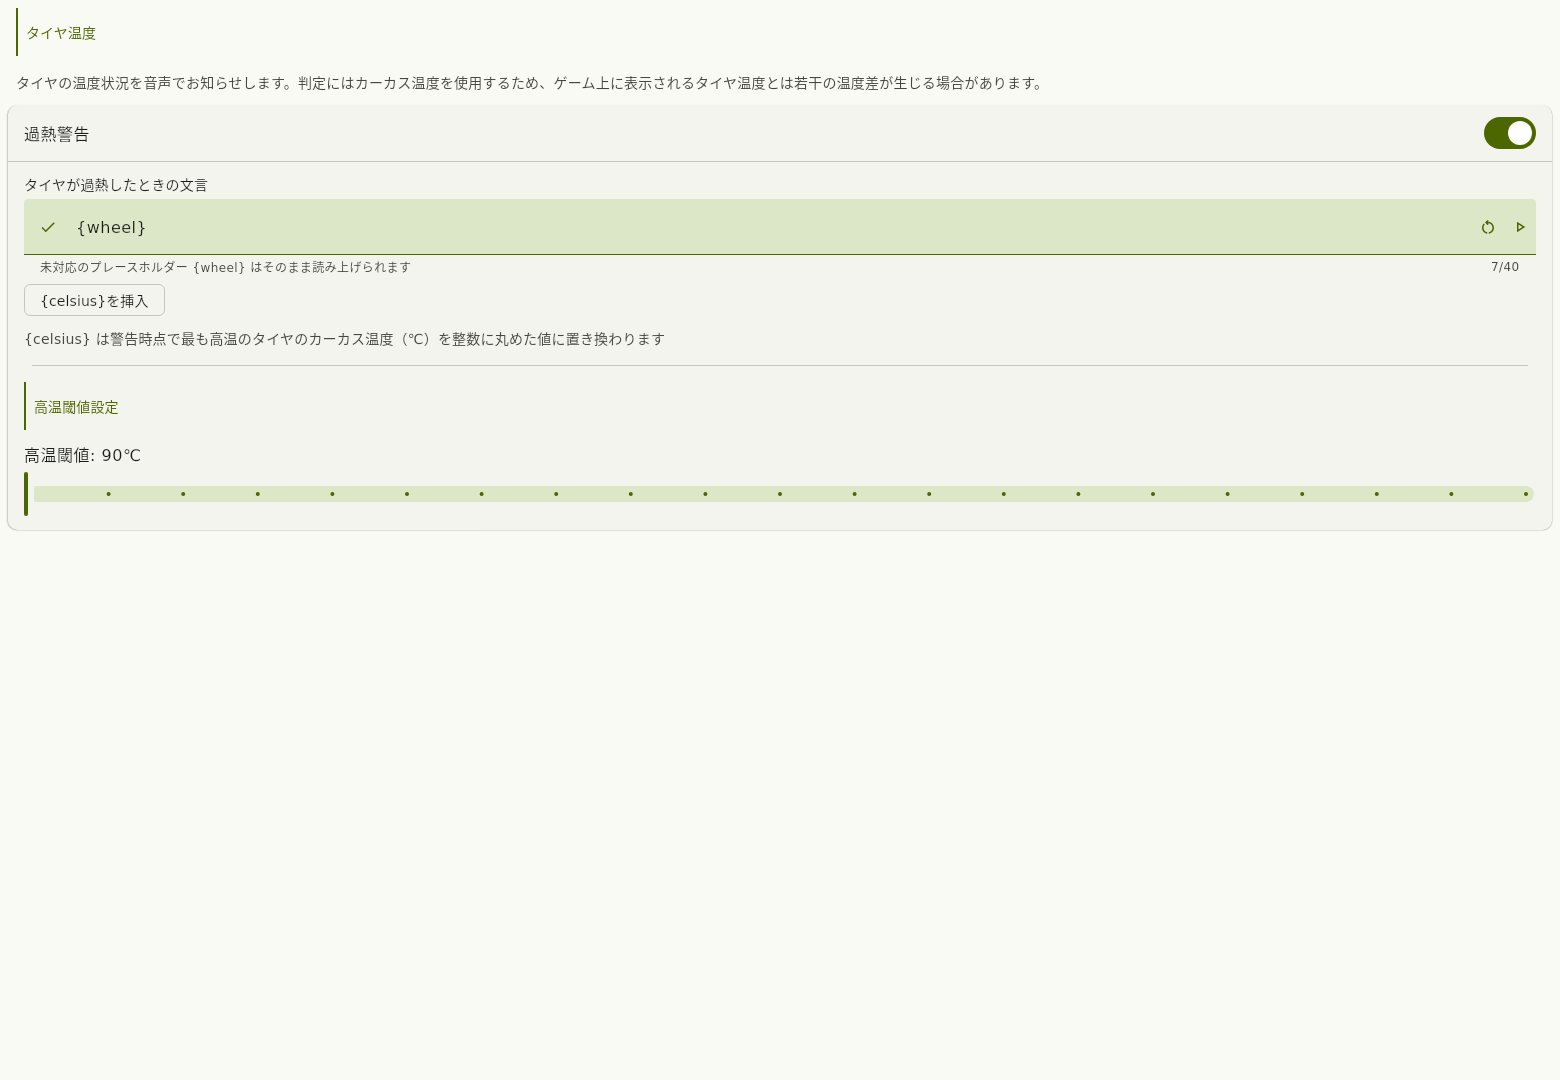 タイヤ温度
タイヤの温度状況を音声でお知らせします。判定にはカーカス温度を使用するため、ゲーム上に表示されるタイヤ温度とは若干の温度差が生じる場合があります。
過熱警告
タイヤが過熱したときの文言
{wheel}
未対応のプレースホルダー {wheel} はそのまま読み上げられます
7/40
{celsius}を挿入
{celsius} は警告時点で最も高温のタイヤのカーカス温度（℃）を整数に丸めた値に置き換わります
高温閾値設定
高温閾値: 90℃